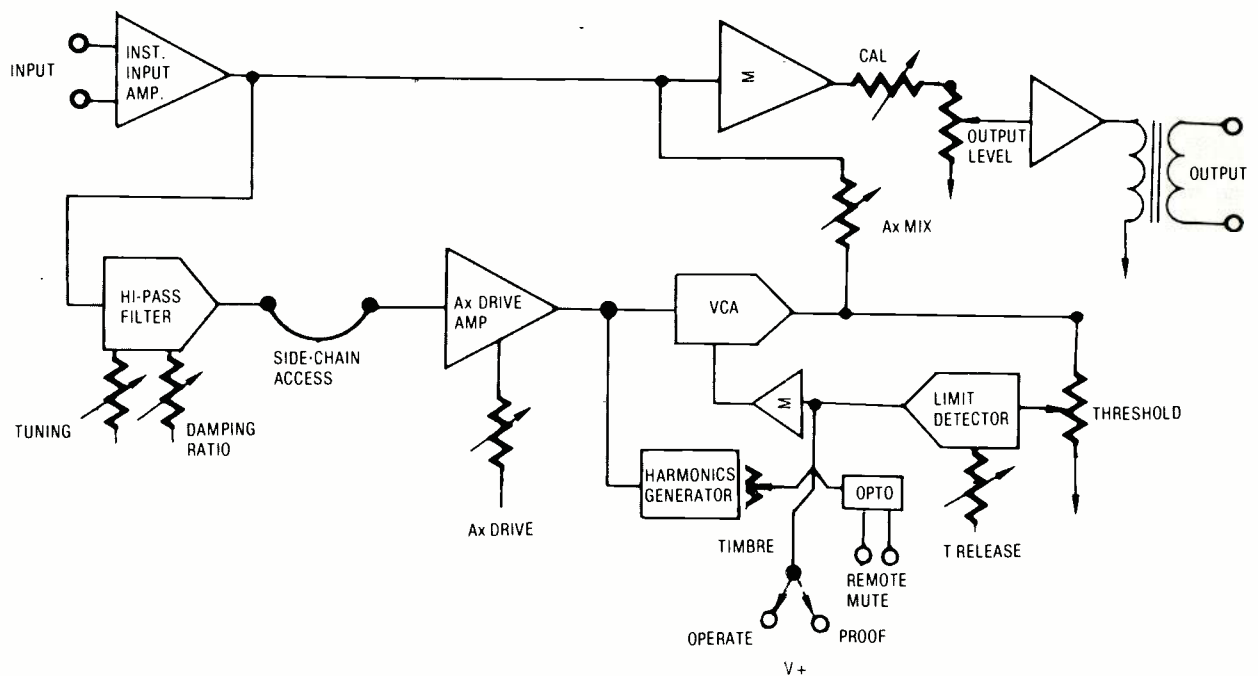 INPUT
INST.
INPUT
AMP.
M
CAL
OUTPUT
LEVEL
OUTPUT
Ax MIX
HI-PASS
FILTER
SIDE-CHAIN
ACCESS
Ax DRIVE
AMP
VCA
M
LIMIT
DETECTOR
THRESHOLD
TUNING
DAMPING
RATIO
Ax DRIVE
HARMONICS
GENERATOR
TIMBRE
OPTO
REMOTE
MUTE
T RELEASE
OPERATE
PROOF
V+